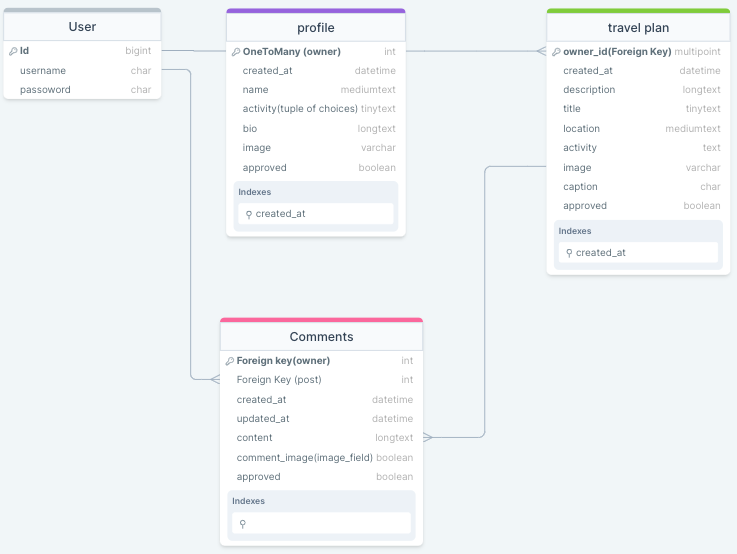 User
Id bigint
username char
passoword char
profile
OneToMany (owner) int
created_at datetime
name mediumtext
activity(tuple of choices) tinytext
bio longtext
image varchar
approved boolean
Indexes
created_at
travel plan
owner_id(Foreign Key) multipoint
created_at datetime
description longtext
title tinytext
location mediumtext
activity text
image varchar
caption char
approved boolean
Indexes
created_at
Comments
Foreign key(owner) int
Foreign Key (post) int
created_at datetime
updated_at datetime
content longtext
comment_image(image_field) boolean
approved boolean
Indexes